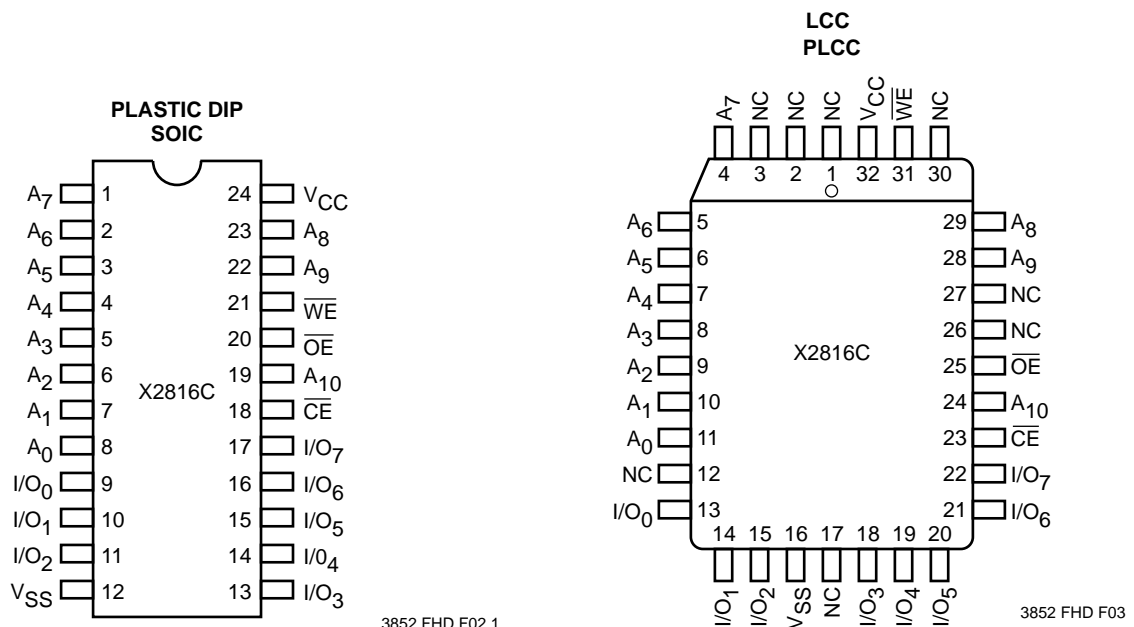 PLASTIC DIP
SOIC
A7 1 24 VCC
A6 2 23 A8
A5 3 22 A9
A4 4 21 WE
A3 5 20 OE
A2 6 19 A10
X2816C
A1 7 18 CE
A0 8 17 I/O7
I/O0 9 16 I/O6
I/O1 10 15 I/O5
I/O2 11 14 I/04
VSS 12 13 I/O3
3852 FHD F02.1
LCC
PLCC
A7 NC NC NC VCC WE NC
4 3 2 1 32 31 30
A6 5 29 A8
A5 6 28 A9
A4 7 27 NC
A3 8 26 NC
X2816C
A2 9 25 OE
A1 10 24 A10
A0 11 23 CE
NC 12 22 I/O7
I/O0 13 21 I/O6
14 15 16 17 18 19 20
I/O1 I/O2 VSS NC I/O3 I/O4 I/O5
3852 FHD F03